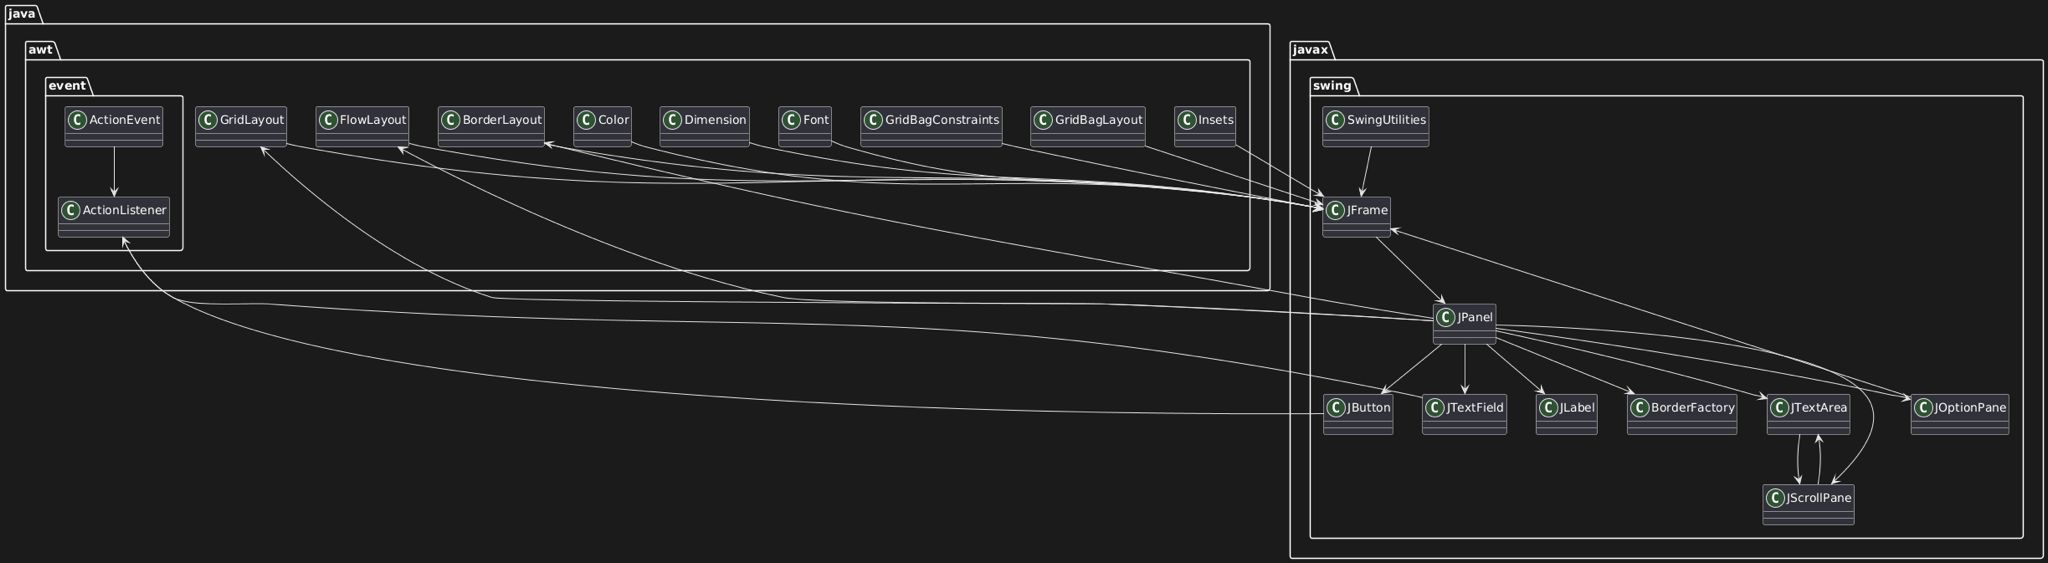 java
awt
event
C ActionEvent
C GridLayout
C FlowLayout
C BorderLayout
C Color
C Dimension
C Font
C GridBagConstraints
C GridBagLayout
C Insets
C ActionListener
javax
swing
C SwingUtilities
C JFrame
C JPanel
C JButton
C JTextField
C JLabel
C BorderFactory
C JTextArea
C JOptionPane
C JScrollPane